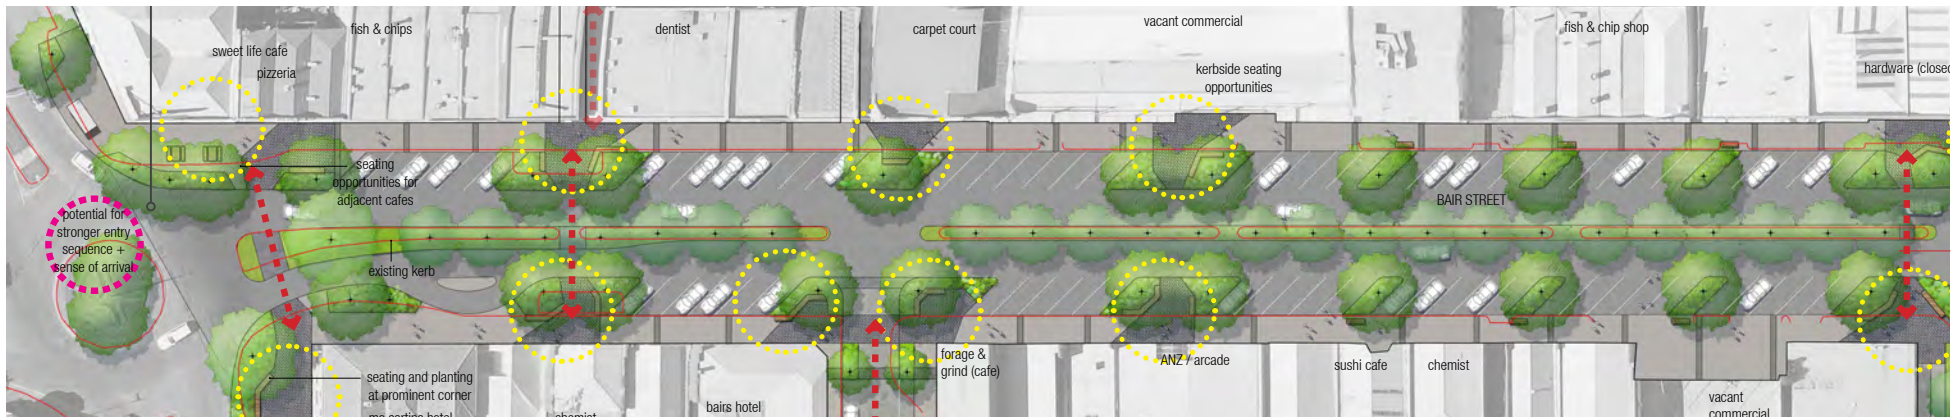 fish & chips
dentist
carpet court
vacant commercial
fish & chip shop
sweet life cafe
pizzeria
kerbside seating
opportunities
hardware (closed
seating
opportunities for
adjacent cafes
BAIR STREET
potential for
stronger entry
sequence +
sense of arrival
existing kerb
seating and planting
at prominent corner
forage &
grind (cafe)
ANZ / arcade
sushi cafe
chemist
bairs hotel
vacant
commercial
chemist